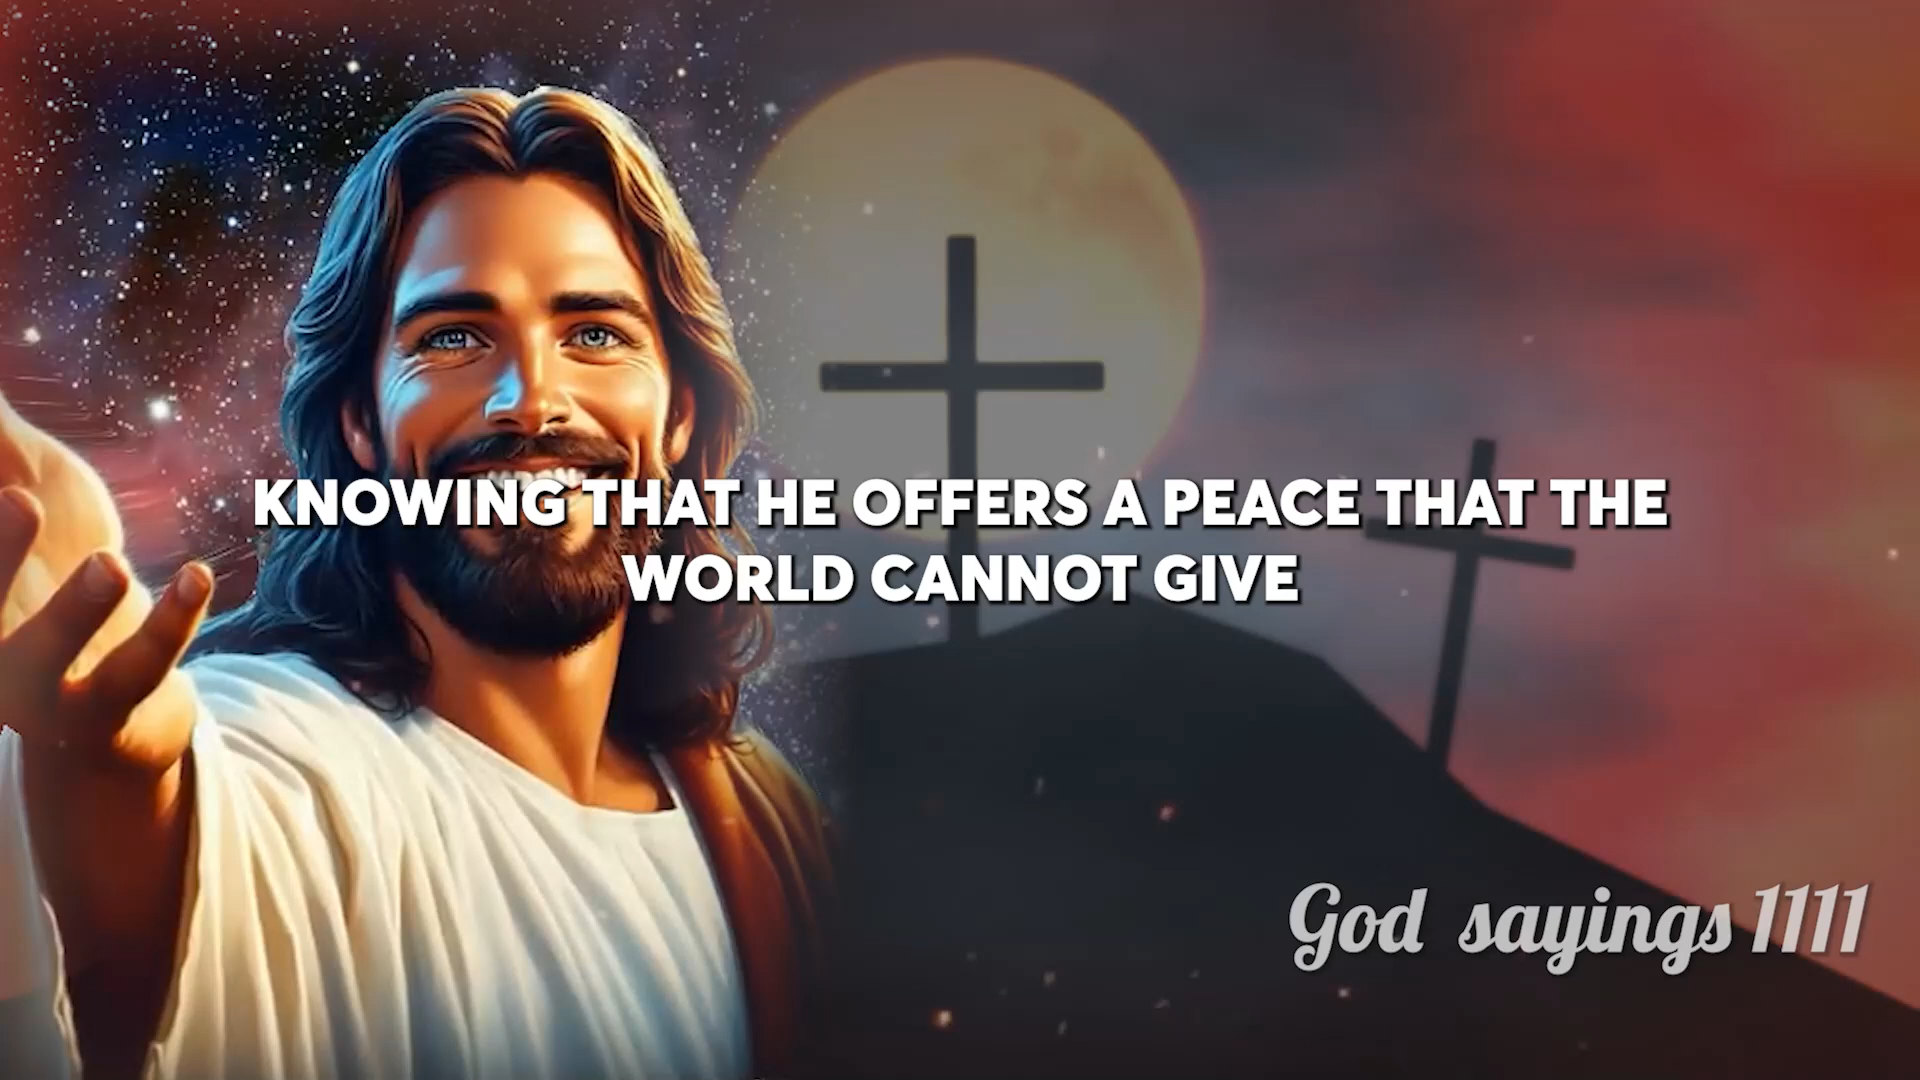 KNOWING THAT HE OFFERS A PEACE THAT THE
WORLD CANNOT GIVE
God sayings 1111